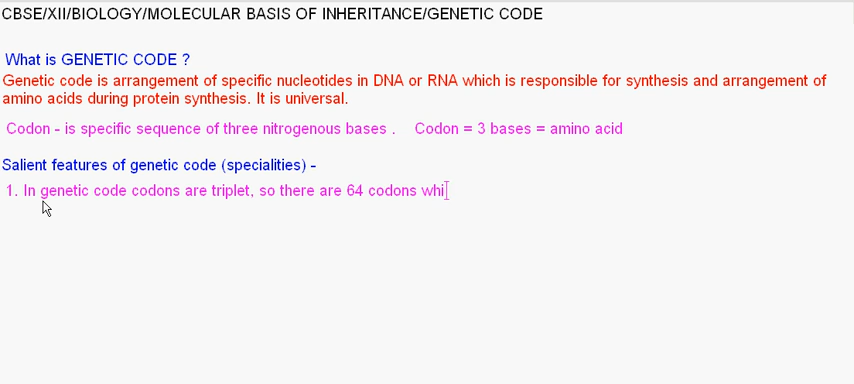 CBSE/XII/BIOLOGY/MOLECULAR BASIS OF INHERITANCE/GENETIC CODE
What is GENETIC CODE ?
Genetic code is arrangement of specific nucleotides in DNA or RNA which is responsible for synthesis and arrangement of
amino acids during protein synthesis. It is universal.
Codon - is specific sequence of three nitrogenous bases . Codon = 3 bases = amino acid
Salient features of genetic code (specialities) -
1. In genetic code codons are triplet, so there are 64 codons whi